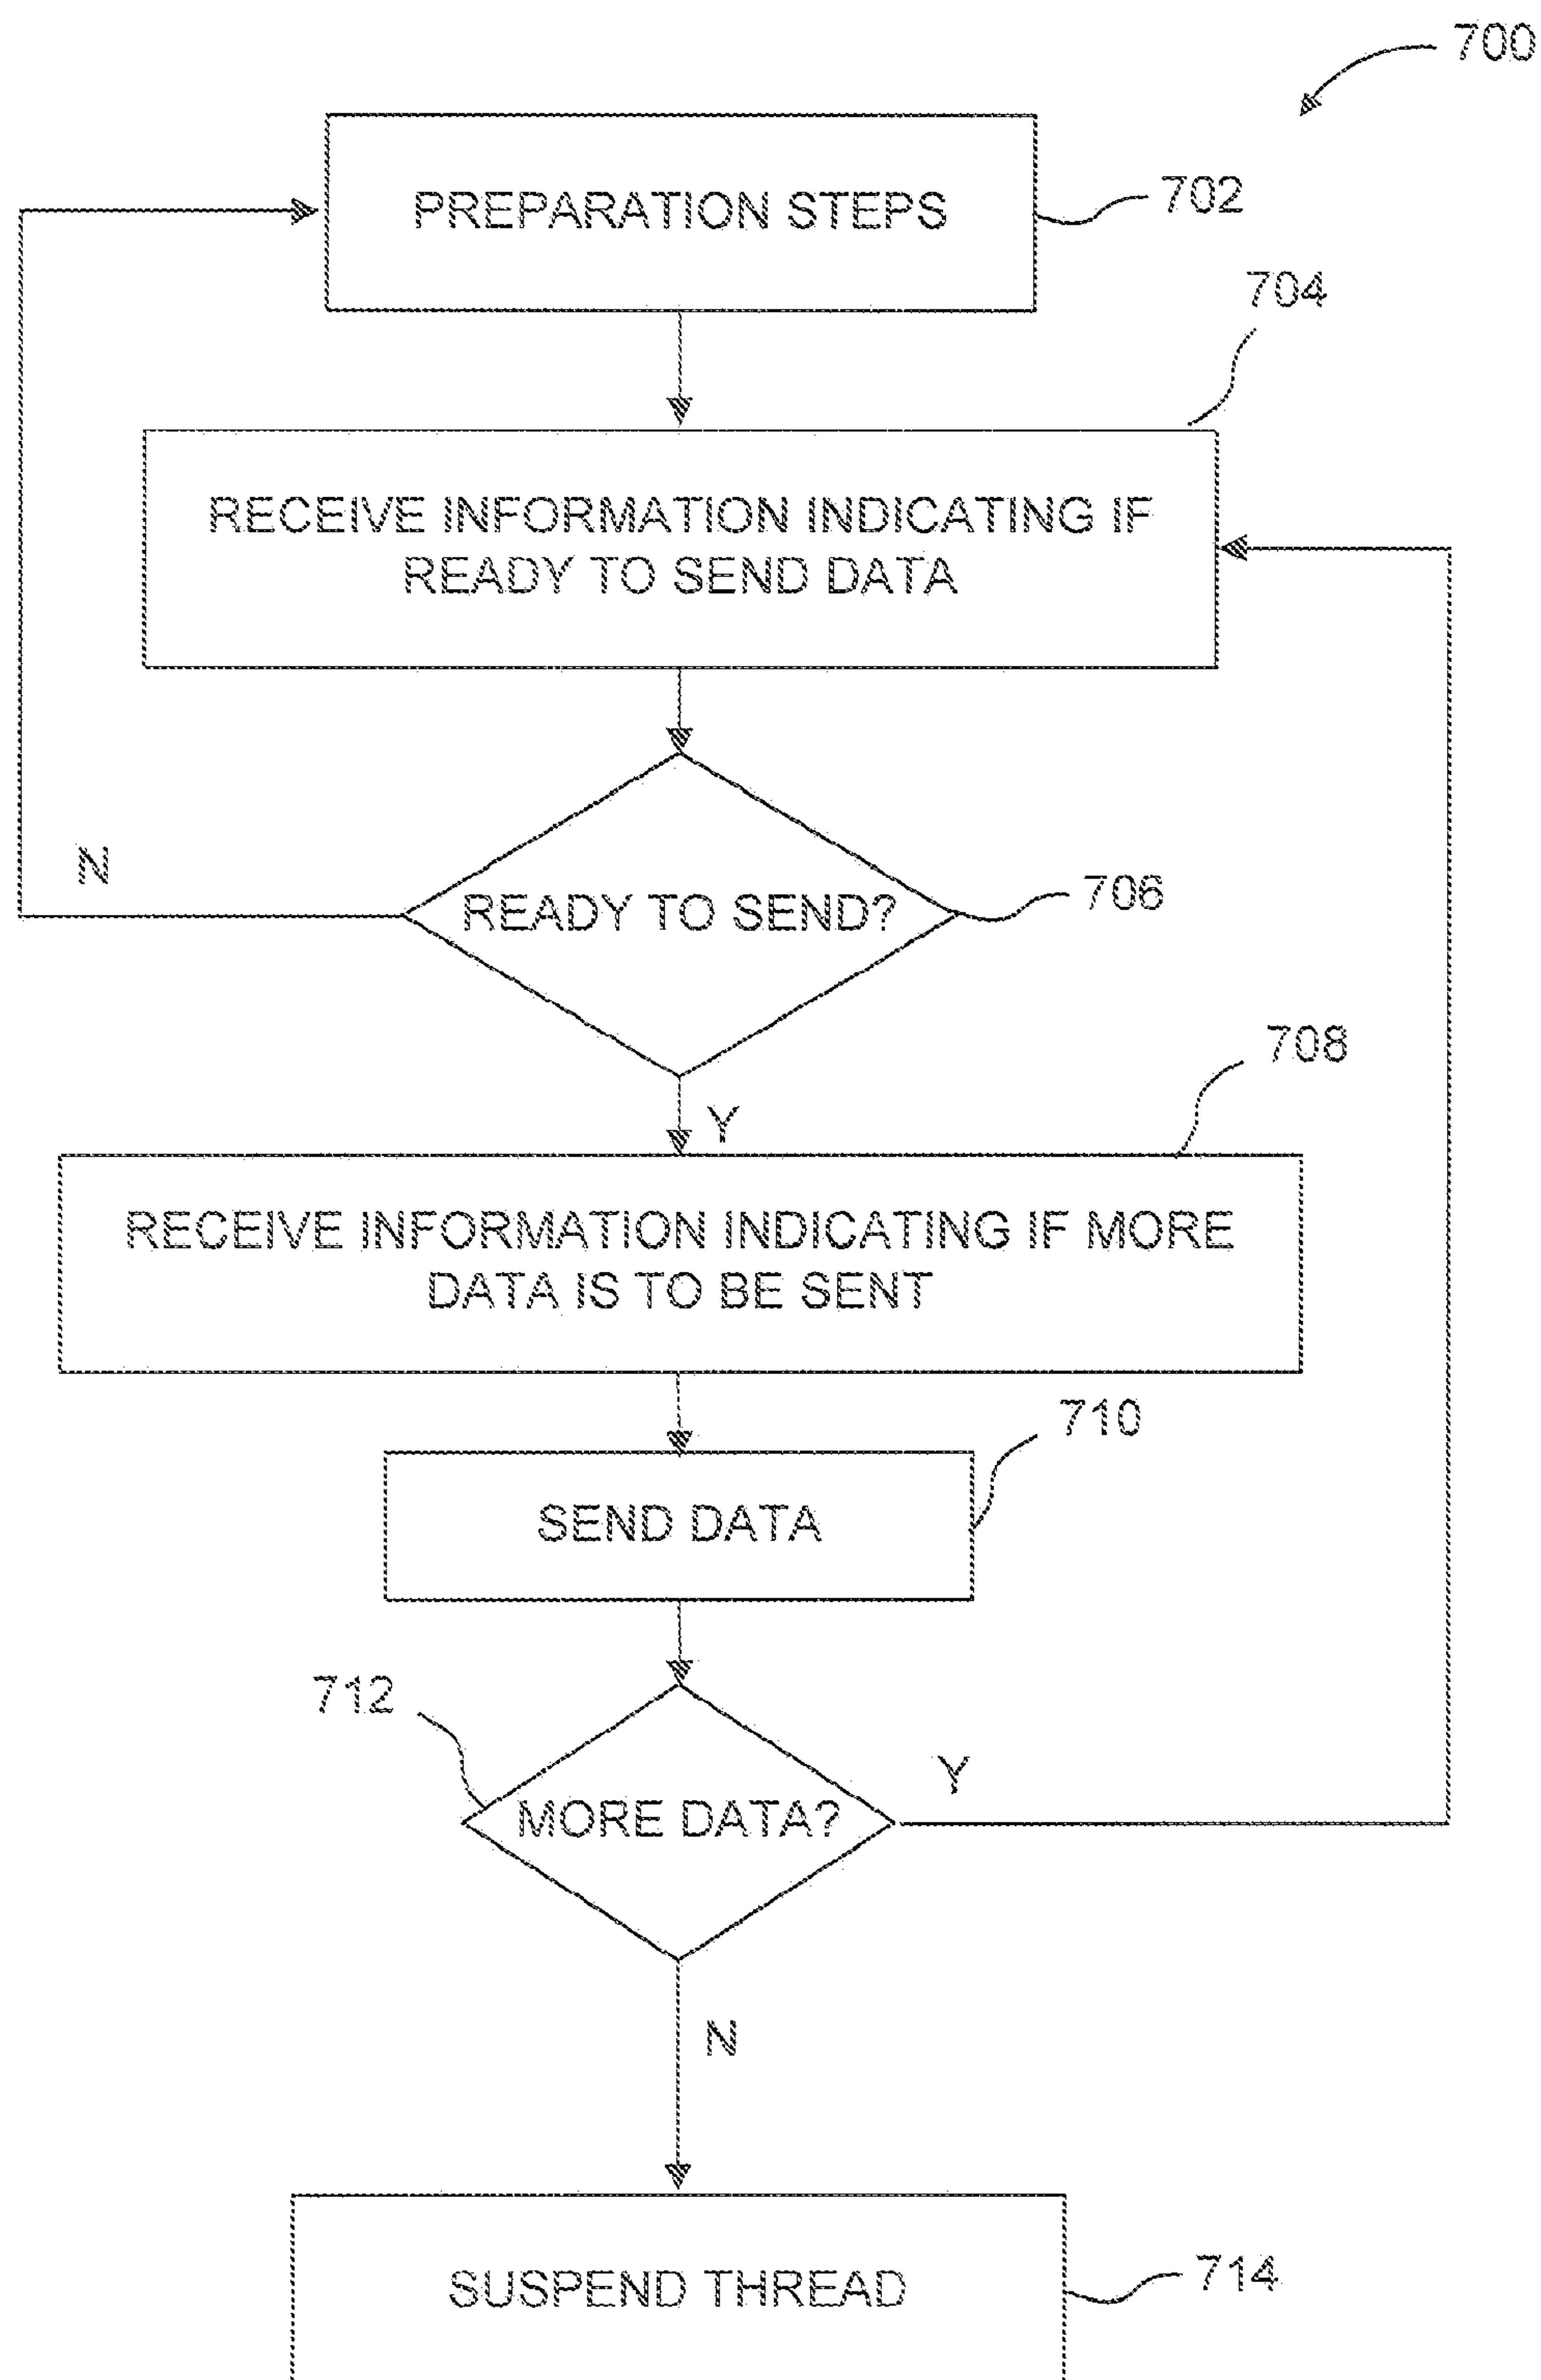 700
PREPARATION STEPS
702
704
RECEIVE INFORMATION INDICATING IF
READY TO SEND DATA
N
READY TO SEND?
706
708
Y
RECEIVE INFORMATION INDICATING IF MORE
DATA IS TO BE SENT
710
SEND DATA
712
Y
MORE DATA?
N
SUSPEND THREAD
714